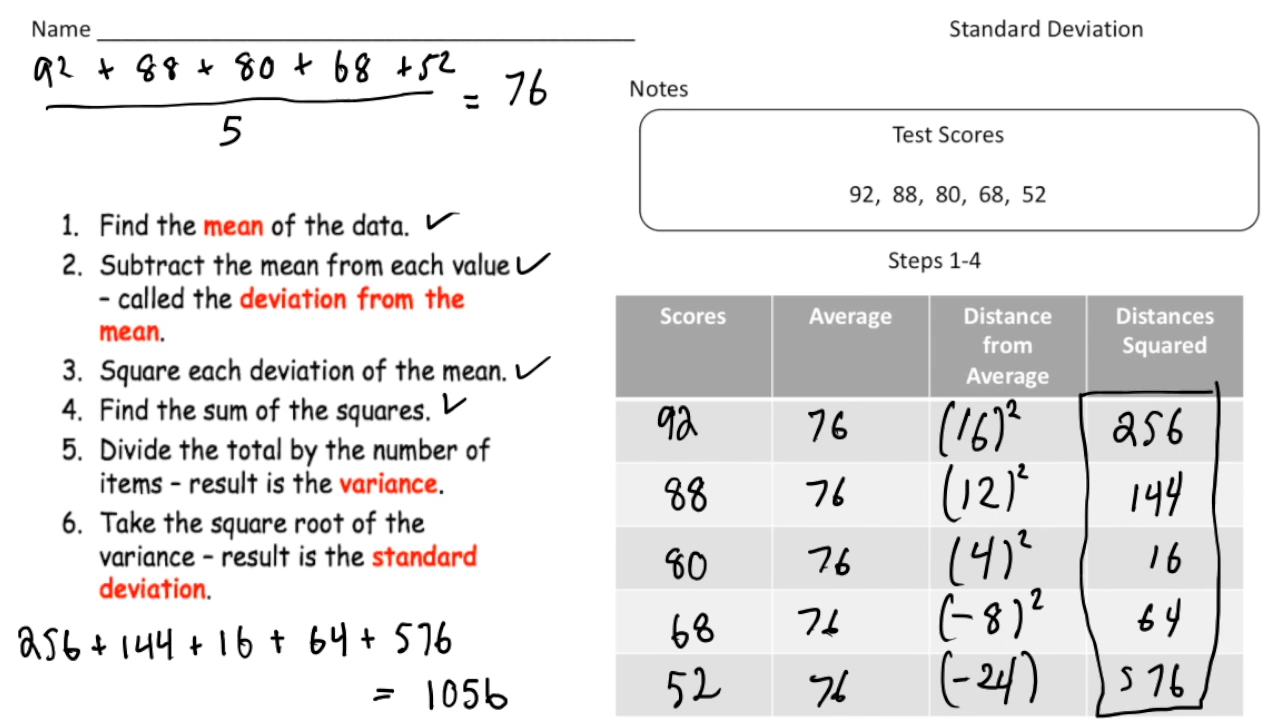 Name ____________________
Standard Deviation
92 + 88 + 80 + 68 + 52
5
= 76
1. Find the mean of the data. ✓
2. Subtract the mean from each value ✓
- called the deviation from the
mean.
3. Square each deviation of the mean. ✓
4. Find the sum of the squares. ✓
5. Divide the total by the number of
items - result is the variance.
6. Take the square root of the
variance - result is the standard
deviation.
256 + 144 + 16 + 64 + 576
= 1056
Notes
Test Scores
92, 88, 80, 68, 52
Steps 1-4
Scores Average Distance from Average Distances Squared
92 76 (16)² 256
88 76 (12)² 144
80 76 (4)² 16
68 76 (-8)² 64
52 76 (-24) 576